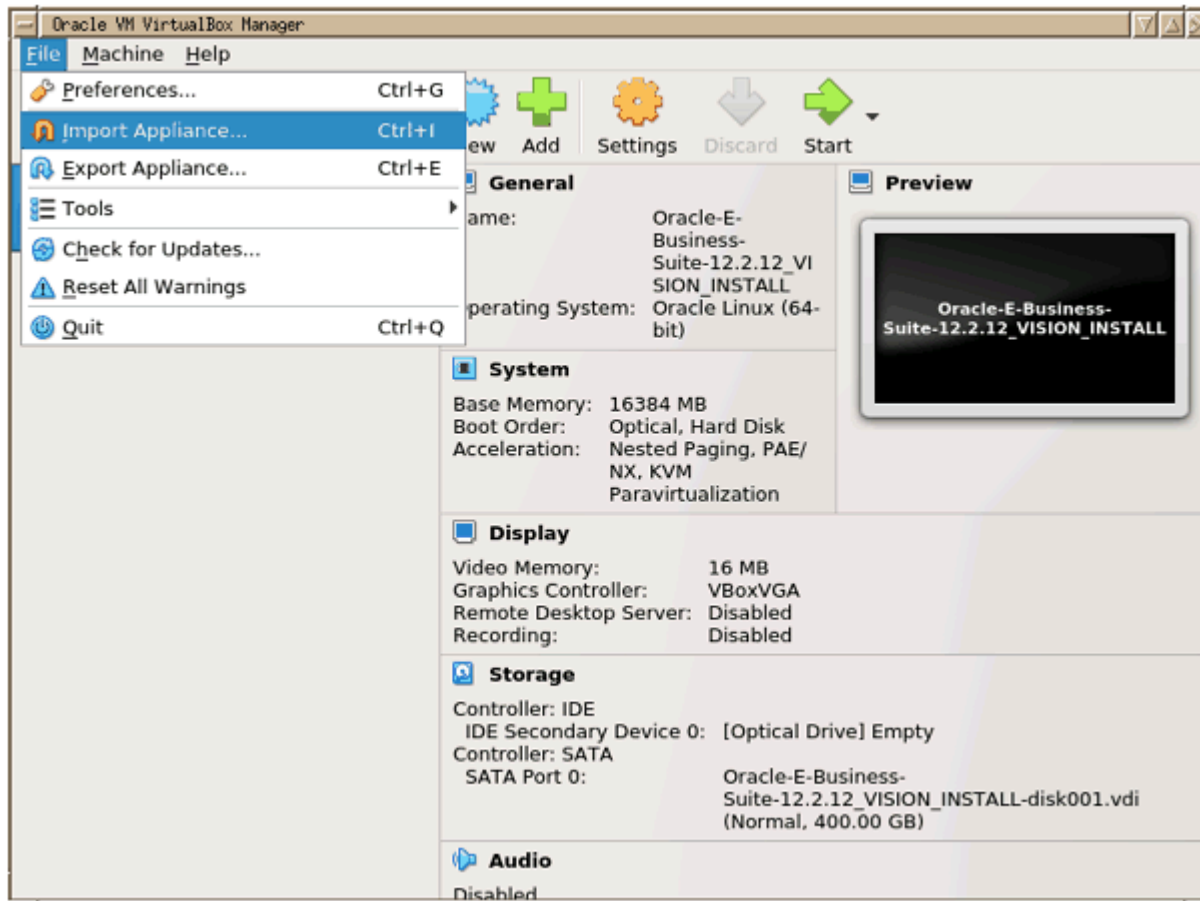 Oracle VM VirtualBox Manager
File Machine Help
Preferences... Ctrl+G
Import Appliance... Ctrl+I
Export Appliance... Ctrl+E
Tools
Check for Updates...
Reset All Warnings
Quit Ctrl+Q
ew Add Settings Discard Start
General
ame: Oracle-E-
Business-
Suite-12.2.12_VI
SION_INSTALL
perating System: Oracle Linux (64-
bit)
Preview
Oracle-E-Business-
Suite-12.2.12_VISION_INSTALL
System
Base Memory: 16384 MB
Boot Order: Optical, Hard Disk
Acceleration: Nested Paging, PAE/
NX, KVM
Paravirtualization
Display
Video Memory: 16 MB
Graphics Controller: VBoxVGA
Remote Desktop Server: Disabled
Recording: Disabled
Storage
Controller: IDE
IDE Secondary Device 0: [Optical Drive] Empty
Controller: SATA
SATA Port 0: Oracle-E-Business-
Suite-12.2.12_VISION_INSTALL-disk001.vdi
(Normal, 400.00 GB)
Audio
Disabled